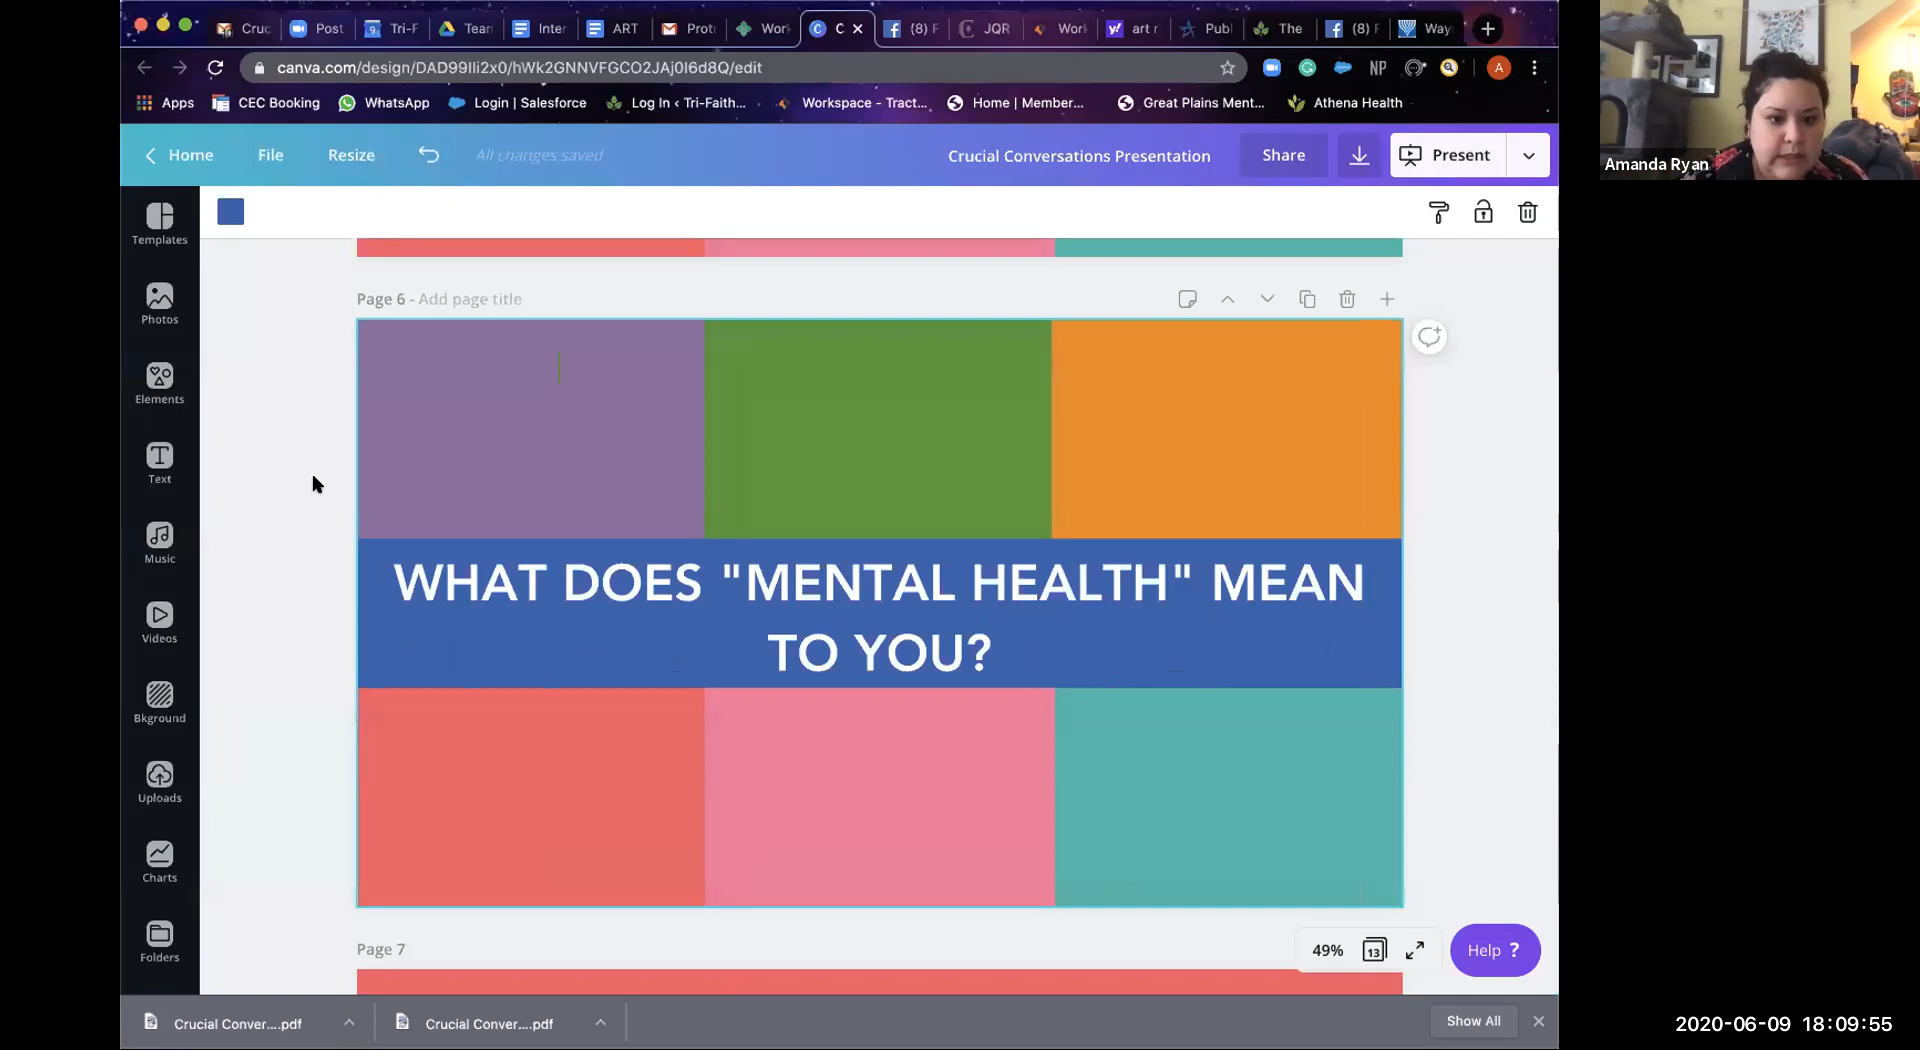 Cruc
Post
Tri-F
Tean
Inter
ART
Prot
Worl
C
(8) F
JQR
Worl
art r
Publ
The
(8) F
Way
canva.com/design/DAD99Ili2x0/hWk2GNNVFGCO2JAj0I6d8Q/edit
NP
A
Apps
CEC Booking
WhatsApp
Login | Salesforce
Log In ‹ Tri-Faith...
Workspace - Tract...
Home | Member...
Great Plains Ment...
Athena Health
Home
File
Resize
All changes saved
Crucial Conversations Presentation
Share
Present
Templates
Photos
Elements
Text
Music
Videos
Bkground
Uploads
Charts
Folders
Page 6 - Add page title
WHAT DOES "MENTAL HEALTH" MEAN
TO YOU?
Page 7
49%
13
Help ?
Crucial Conver....pdf
Crucial Conver....pdf
Show All
Amanda Ryan
2020-06-09 18:09:55